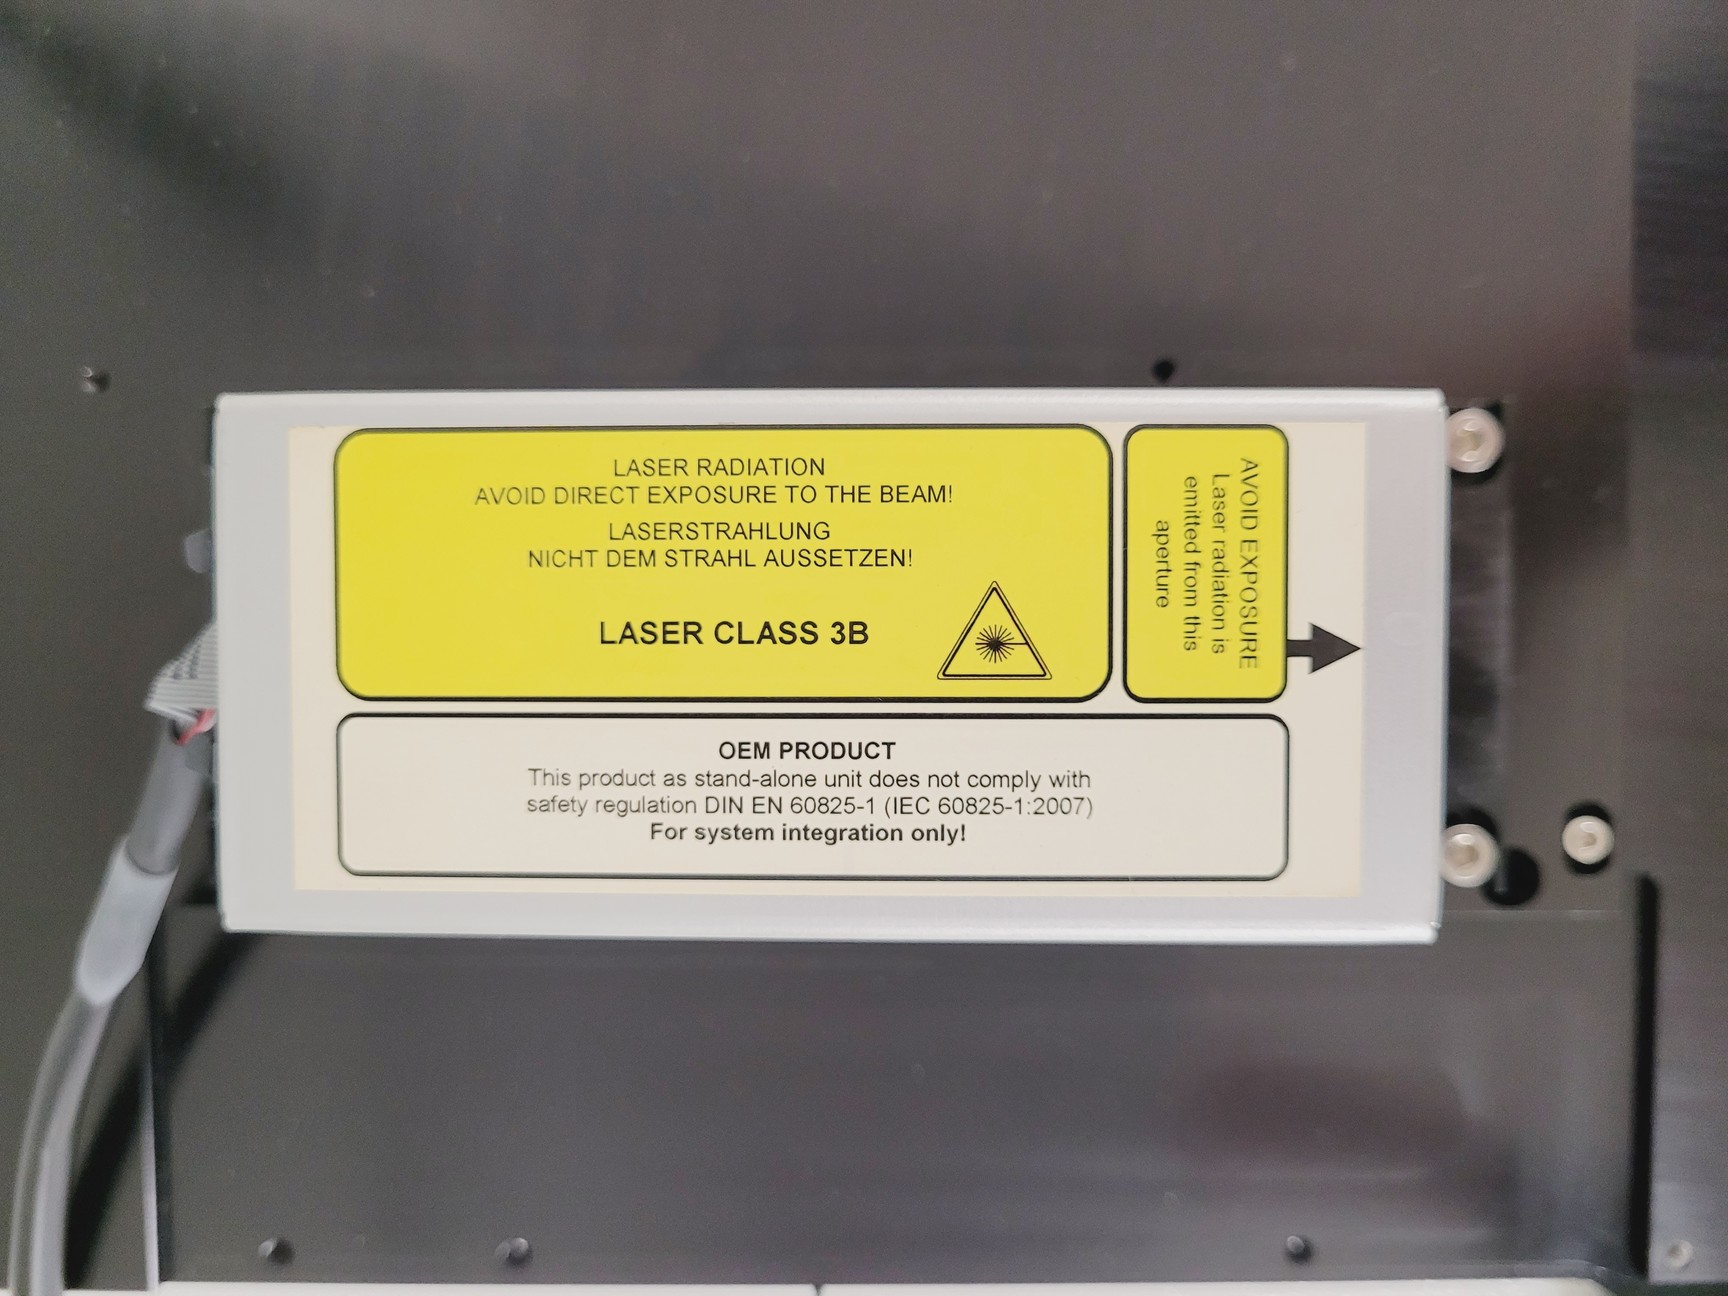 LASER RADIATION
AVOID DIRECT EXPOSURE TO THE BEAM!
LASERSTRAHLUNG
NICHT DEM STRAHL AUSSETZEN!
LASER CLASS 3B
AVOID EXPOSURE
Laser radiation is
emitted from this
aperture
OEM PRODUCT
This product as stand-alone unit does not comply with
safety regulation DIN EN 60825-1 (IEC 60825-1:2007)
For system integration only!